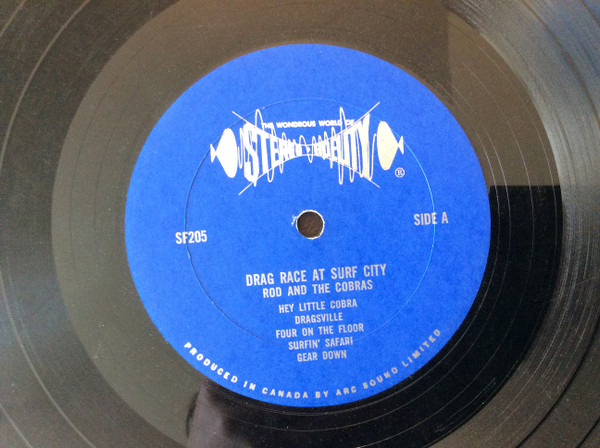 THE WONDROUS WORLD OF
STEREO-FIDELITY
®
SF205
SIDE A
DRAG RACE AT SURF CITY
ROD AND THE COBRAS
HEY LITTLE COBRA
DRAGSVILLE
FOUR ON THE FLOOR
SURFIN' SAFARI
GEAR DOWN
PRODUCED IN CANADA BY ARC SOUND LIMITED